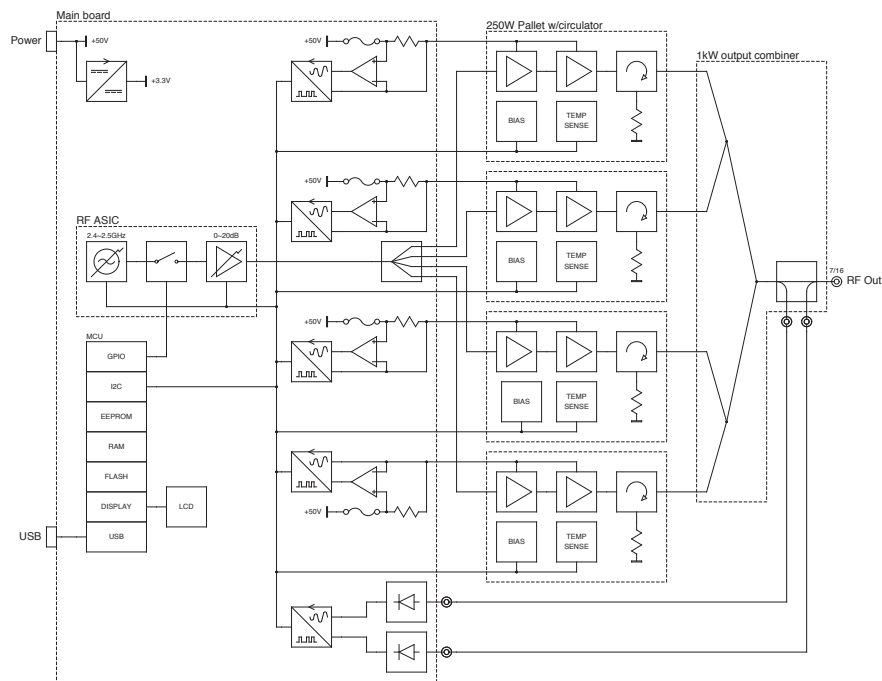 Main board
Power
+50V
+3.3V
+50V
250W Pallet w/circulator
BIAS
TEMP
SENSE
1kW output combiner
+50V
BIAS
TEMP
SENSE
RF ASIC
2.4~2.5GHz
0~20dB
7/16
RF Out
+50V
BIAS
TEMP
SENSE
MCU
GPIO
I2C
EEPROM
RAM
FLASH
DISPLAY
USB
LCD
USB
+50V
BIAS
TEMP
SENSE